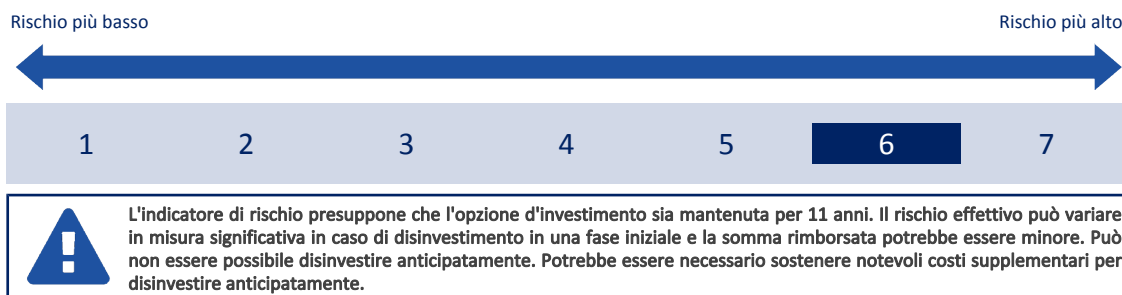 Rischio più basso Rischio più alto
1 2 3 4 5 6 7
L'indicatore di rischio presuppone che l'opzione d'investimento sia mantenuta per 11 anni. Il rischio effettivo può variare
in misura significativa in caso di disinvestimento in una fase iniziale e la somma rimborsata potrebbe essere minore. Può
non essere possibile disinvestire anticipatamente. Potrebbe essere necessario sostenere notevoli costi supplementari per
disinvestire anticipatamente.